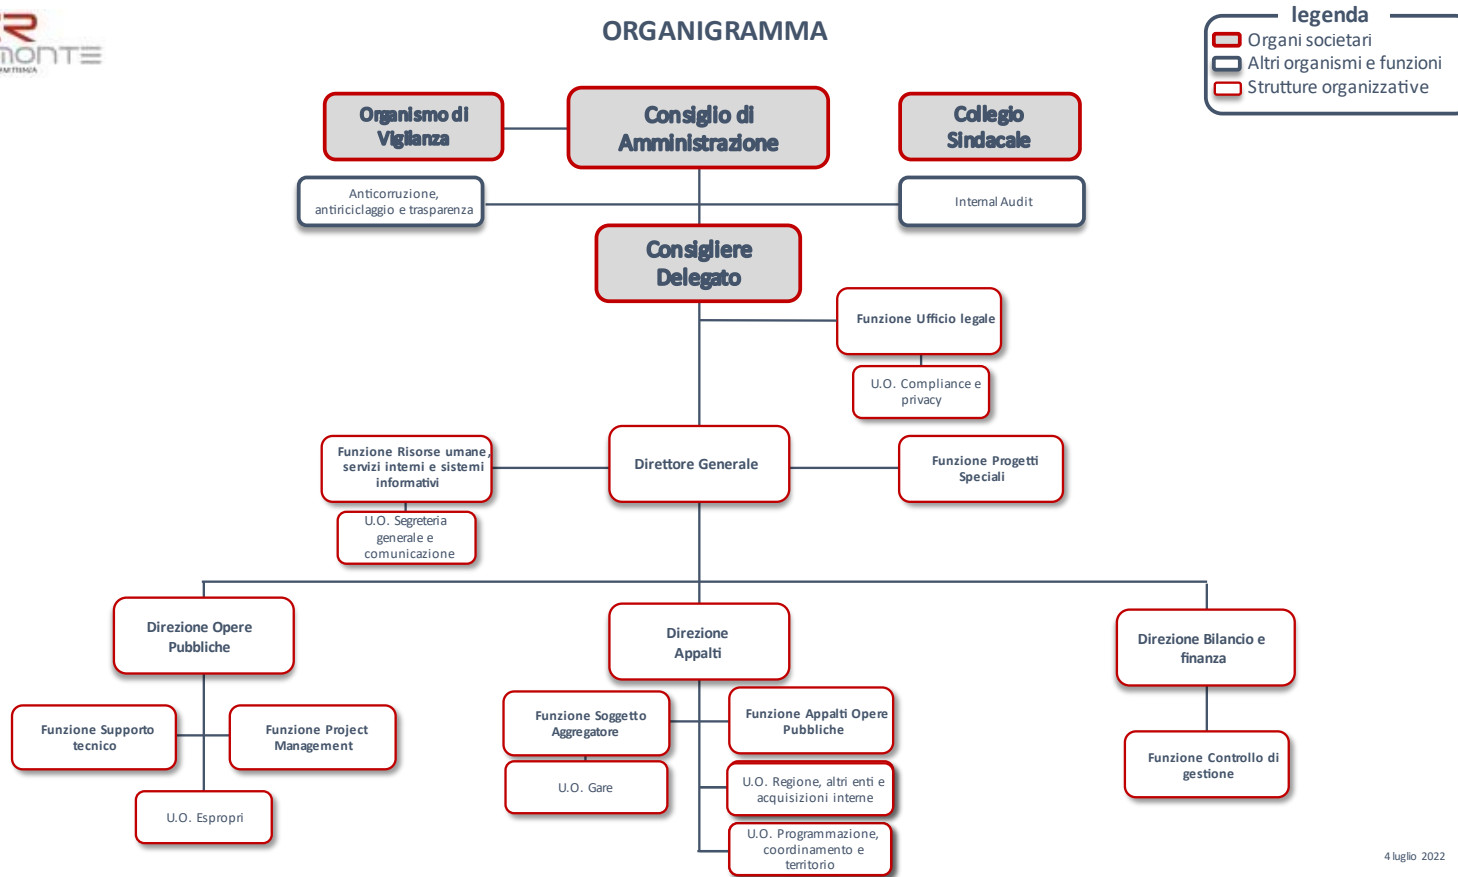 ORGANIGRAMMA
legenda
Organi societari
Altri organismi e funzioni
Strutture organizzative
Organismo di
Vigilanza
Consiglio di
Amministrazione
Collegio
Sindacale
Anticorruzione,
antiriciclaggio e trasparenza
Internal Audit
Consigliere
Delegato
Funzione Ufficio legale
U.O. Compliance e
privacy
Funzione Risorse umane,
servizi interni e sistemi
informativi
Direttore Generale
Funzione Progetti
Speciali
U.O. Segreteria
generale e
comunicazione
Direzione Opere
Pubbliche
Direzione
Appalti
Direzione Bilancio e
finanza
Funzione Supporto
tecnico
Funzione Project
Management
Funzione Soggetto
Aggregatore
Funzione Appalti Opere
Pubbliche
Funzione Controllo di
gestione
U.O. Espropri
U.O. Gare
U.O. Regione, altri enti e
acquisizioni interne
U.O. Programmazione,
coordinamento e
territorio
4 luglio 2022